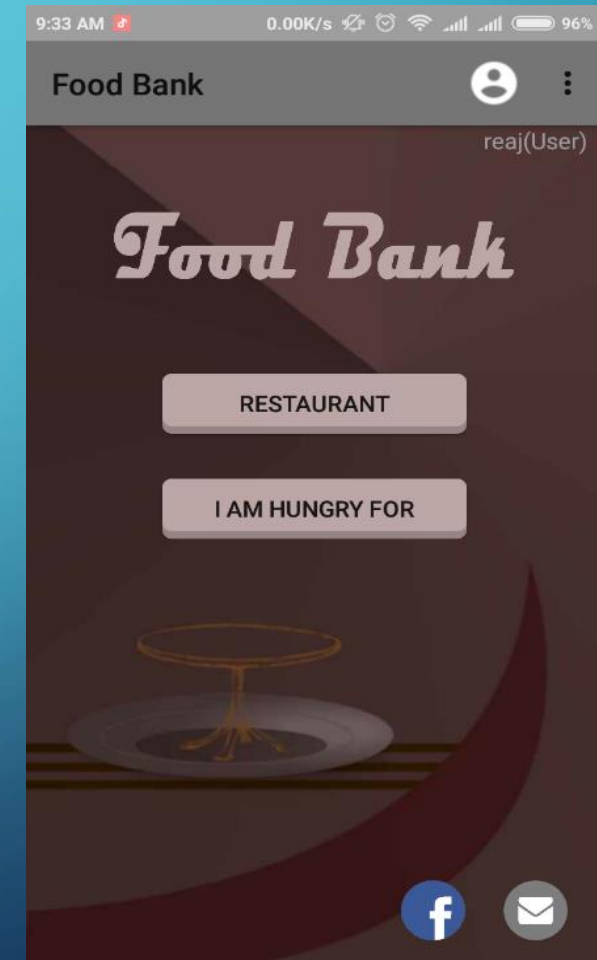 9:33 AM 0.00K/s 96%
Food Bank
reaj(User)
Food Bank
RESTAURANT
I AM HUNGRY FOR
f